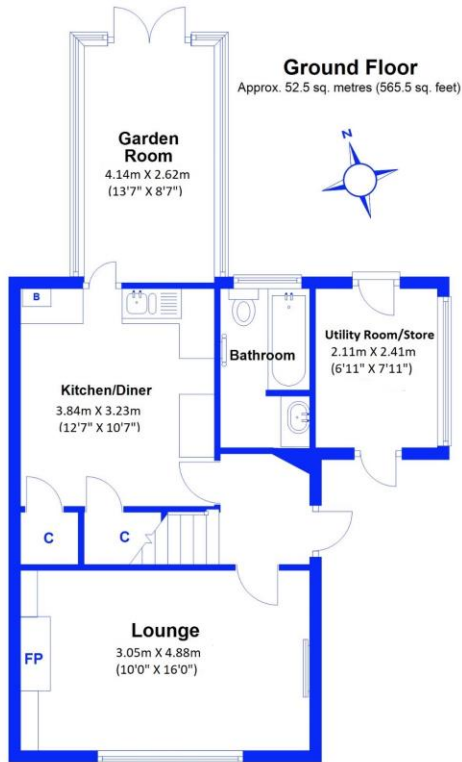 Ground Floor
Approx. 52.5 sq. metres (565.5 sq. feet)
N
Garden
Room
4.14m X 2.62m
(13'7" X 8'7")
B
Bathroom
Utility Room/Store
2.11m X 2.41m
(6'11" X 7'11")
Kitchen/Diner
3.84m X 3.23m
(12'7" X 10'7")
C
C
Lounge
3.05m X 4.88m
(10'0" X 16'0")
FP